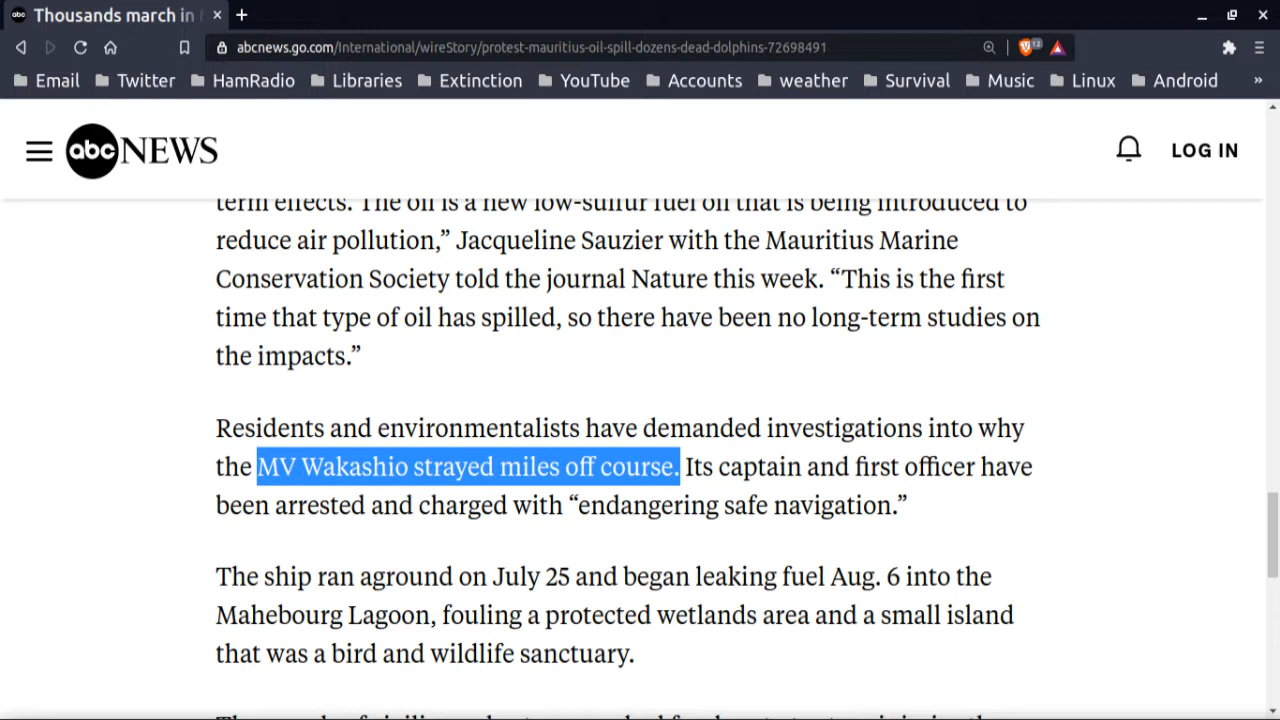 abc Thousands march in
abcnews.go.com/International/wireStory/protest-mauritius-oil-spill-dozens-dead-dolphins-72698491
12
Email Twitter HamRadio Libraries Extinction YouTube Accounts weather Survival Music Linux Android »
abc NEWS LOG IN
term effects. The oil is a new low-sulfur fuel oil that is being introduced to
reduce air pollution,” Jacqueline Sauzier with the Mauritius Marine
Conservation Society told the journal Nature this week. “This is the first
time that type of oil has spilled, so there have been no long-term studies on
the impacts.”
Residents and environmentalists have demanded investigations into why
the MV Wakashio strayed miles off course. Its captain and first officer have
been arrested and charged with “endangering safe navigation.”
The ship ran aground on July 25 and began leaking fuel Aug. 6 into the
Mahebourg Lagoon, fouling a protected wetlands area and a small island
that was a bird and wildlife sanctuary.